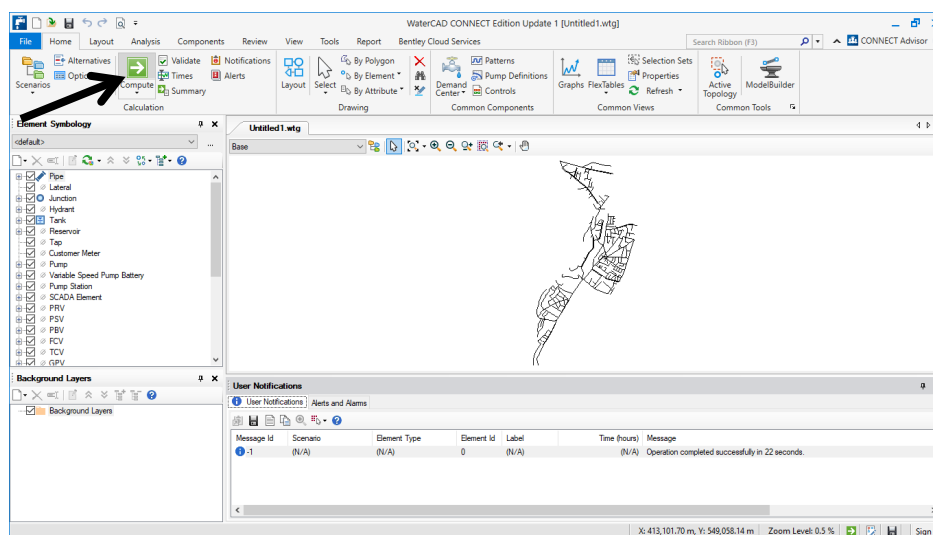 WaterCAD CONNECT Edition Update 1 [Untitled1.wtg]
File Home Layout Analysis Components Review View Tools Report Bentley Cloud Services Search Ribbon (F3) CONNECT Advisor
Scenarios
Alternatives
Compute
Validate
Times
Summary
Notifications
Alerts
Calculation
Layout
Select
By Polygon
By Element
By Attribute
Drawing
Demand Center
Patterns
Pump Definitions
Controls
Common Components
Graphs
FlexTables
Selection Sets
Properties
Refresh
Common Views
Active Topology
ModelBuilder
Common Tools
Element Symbology
<default>
...
Pipe
Lateral
Junction
Hydrant
Tank
Reservoir
Tap
Customer Meter
Pump
Variable Speed Pump Battery
Pump Station
SCADA Element
PRV
PSV
PBV
FCV
TCV
GPV
Background Layers
Background Layers
Untitled1.wtg
Base
User Notifications
User Notifications Alerts and Alarms
Message Id Scenario Element Type Element Id Label Time (hours) Message
-1 (N/A) (N/A) 0 (N/A) (N/A) Operation completed successfully in 22 seconds.
X: 413,101.70 m, Y: 549,058.14 m Zoom Level: 0.5 % Sign